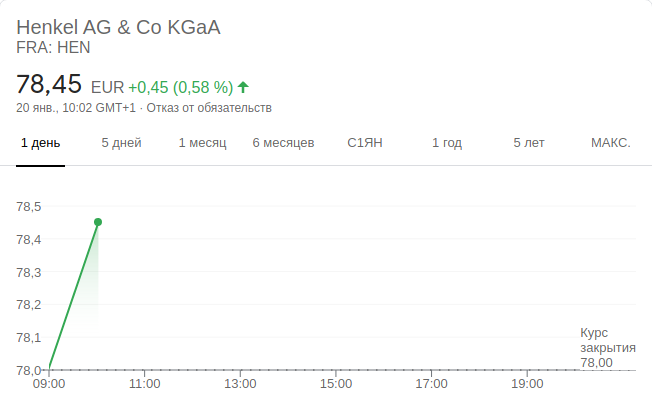 Henkel AG & Co KGaA
FRA: HEN
78,45 EUR +0,45 (0,58 %)
20 янв., 10:02 GMT+1 · Отказ от обязательств
1 день 5 дней 1 месяц 6 месяцев С1ЯН 1 год 5 лет МАКС.
78,5
78,4
78,3
78,2
78,1
78,0
Курс
закрытия
78,00
09:00 11:00 13:00 15:00 17:00 19:00